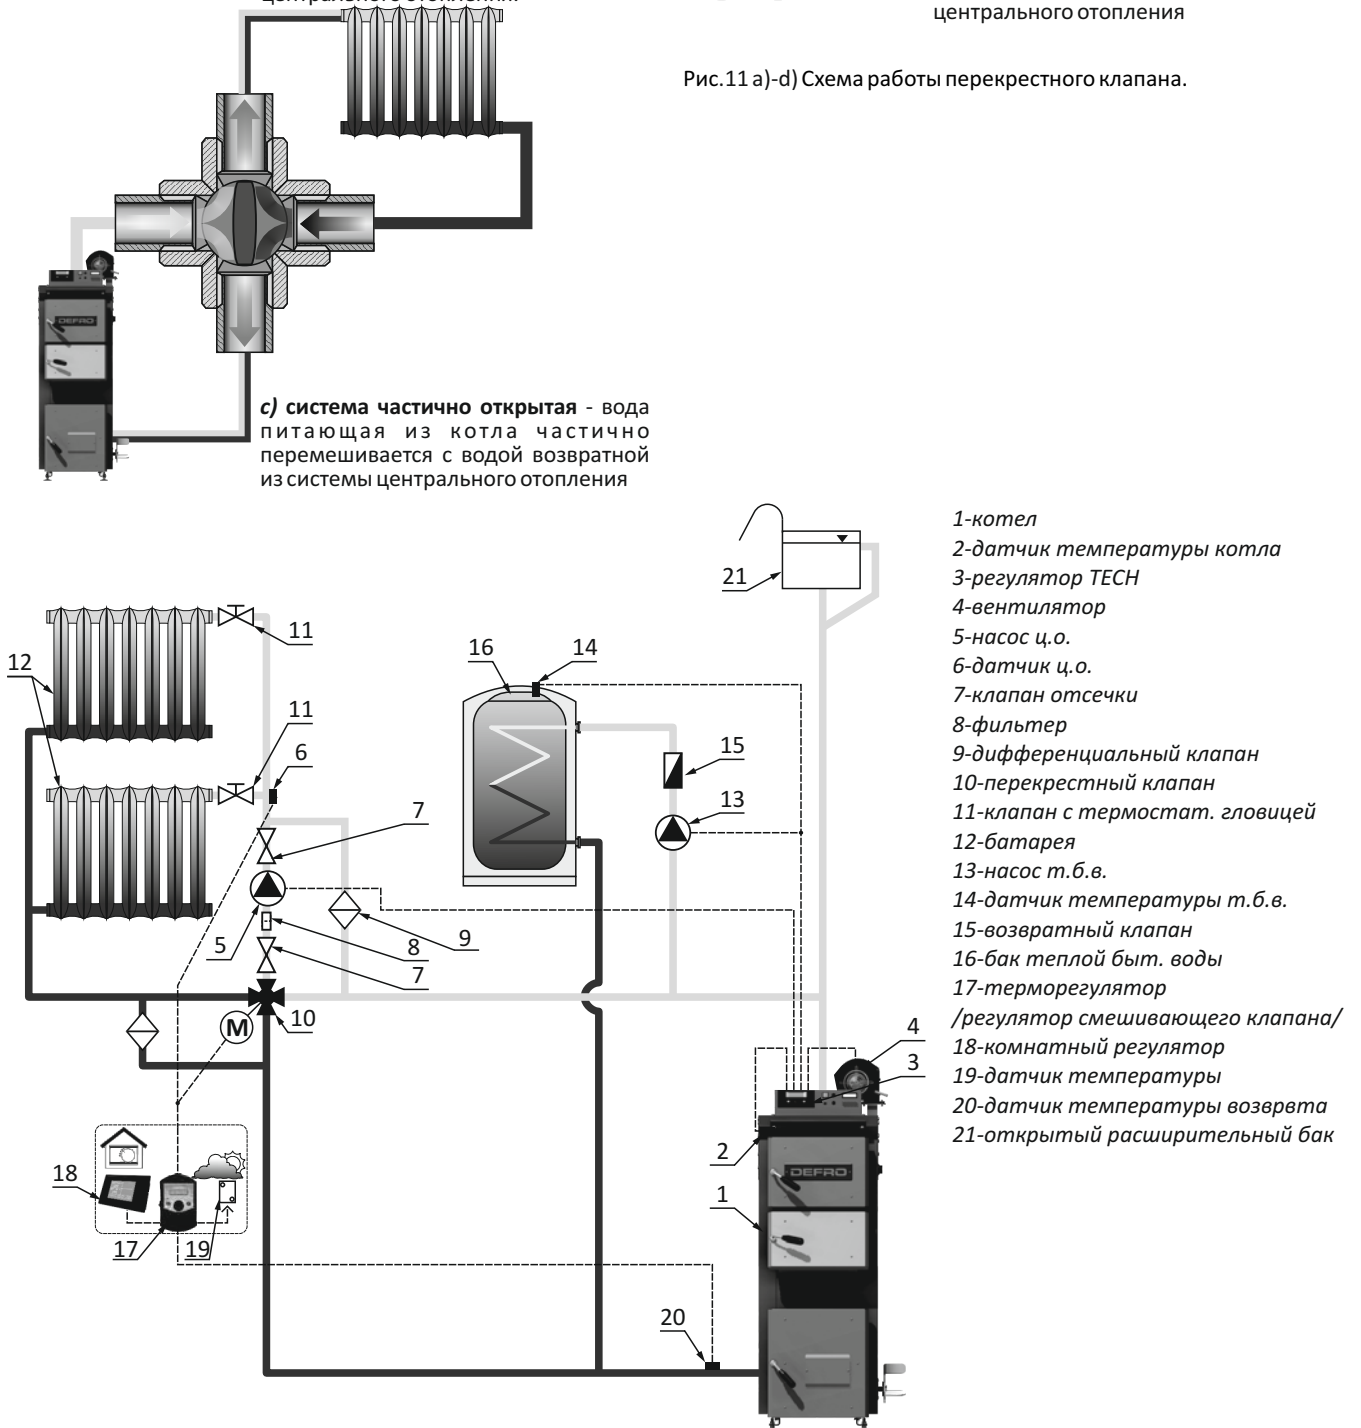 центрального отопления.
центрального отопления
Рис.11 a)-d) Схема работы перекрестного клапана.
DEFRO
c) система частично открытая - вода
питающая из котла частично
перемешивается с водой возвратной
из системы центрального отопления
1-котел
2-датчик температуры котла
3-регулятор TECH
4-вентилятор
5-насос ц.о.
6-датчик ц.о.
7-клапан отсечки
8-фильтер
9-дифференциальный клапан
10-перекрестный клапан
11-клапан с термостат. гловицей
12-батарея
13-насос т.б.в.
14-датчик температуры т.б.в.
15-возвратный клапан
16-бак теплой быт. воды
17-терморегулятор
/регулятор смешивающего клапана/
18-комнатный регулятор
19-датчик температуры
20-датчик температуры возврвта
21-открытый расширительный бак
21
11
12
16
14
11
6
15
7
13
5
8
9
7
10
M
4
3
2
DEFRO
18
1
17
19
20